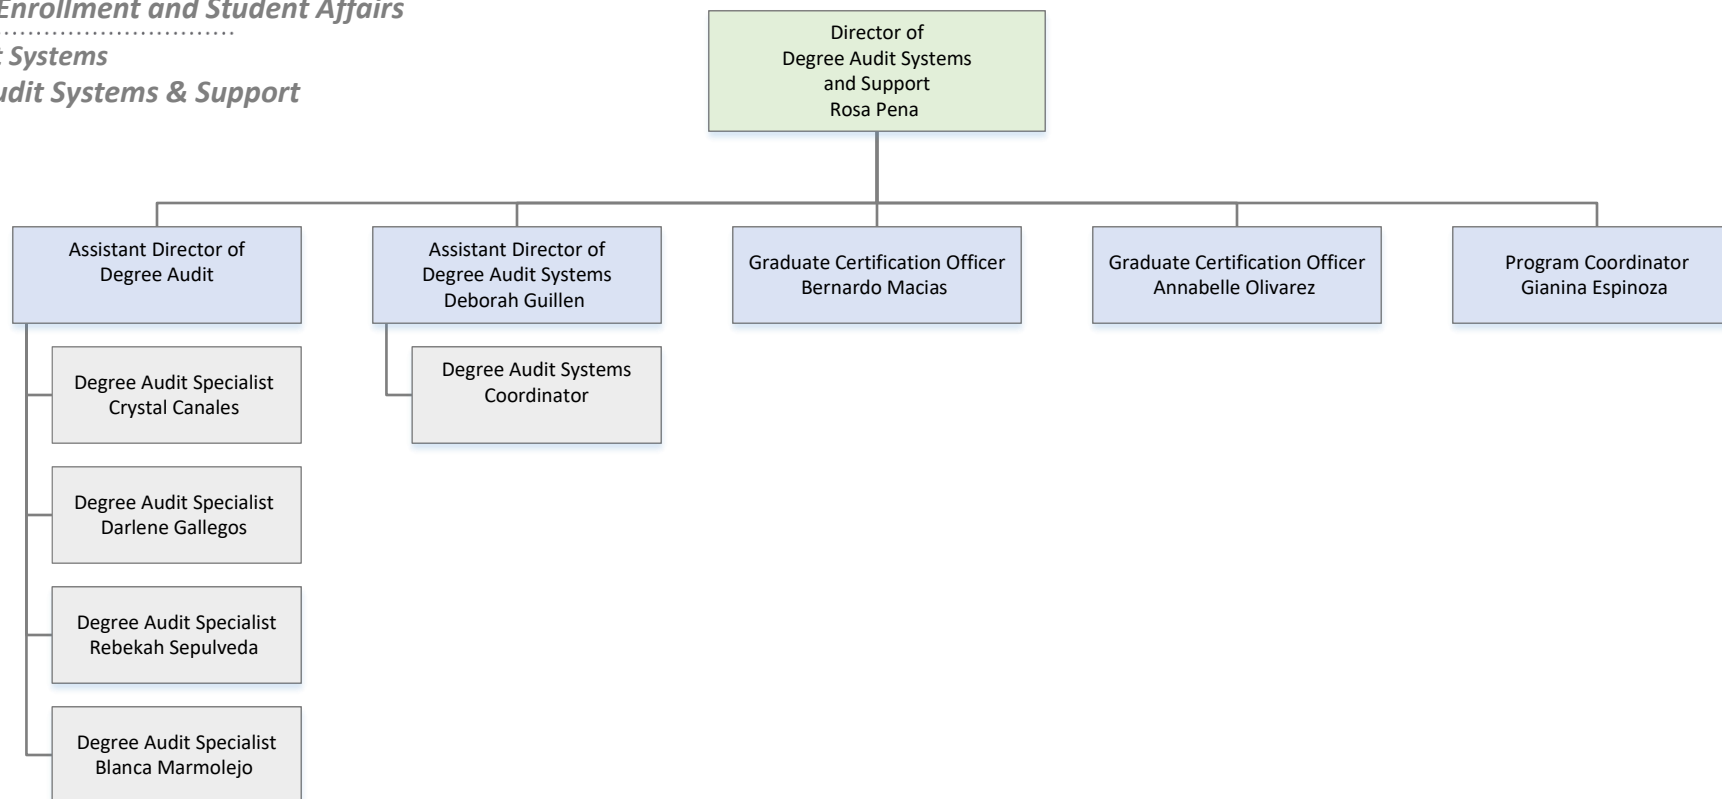 Enrollment and Student Affairs
Systems
Audit Systems & Support
Director of
Degree Audit Systems
and Support
Rosa Pena
Assistant Director of
Degree Audit
Assistant Director of
Degree Audit Systems
Deborah Guillen
Graduate Certification Officer
Bernardo Macias
Graduate Certification Officer
Annabelle Olivarez
Program Coordinator
Gianina Espinoza
Degree Audit Specialist
Crystal Canales
Degree Audit Systems
Coordinator
Degree Audit Specialist
Darlene Gallegos
Degree Audit Specialist
Rebekah Sepulveda
Degree Audit Specialist
Blanca Marmolejo